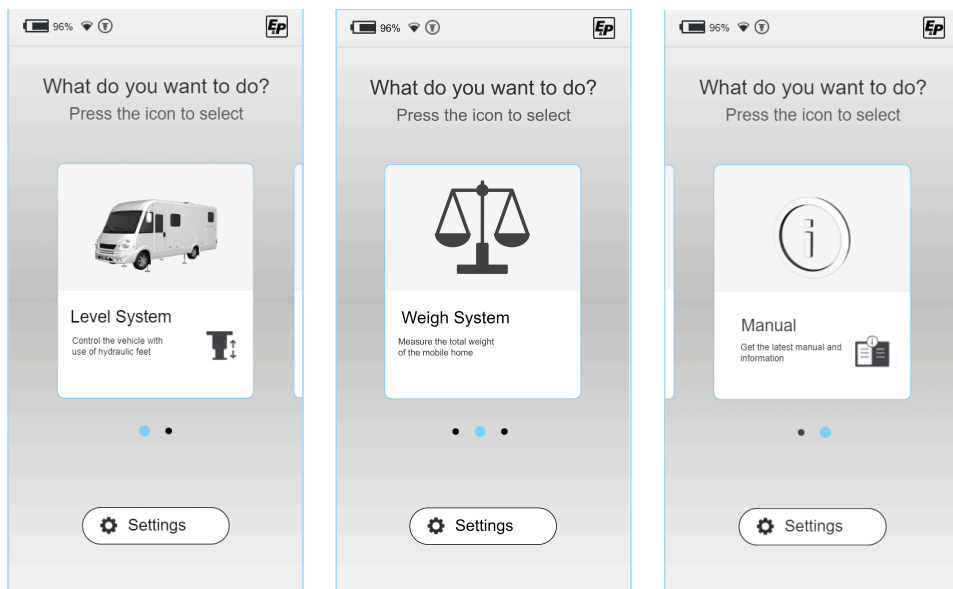 96%
E&P
What do you want to do?
Press the icon to select
Level System
Control the vehicle with
use of hydraulic feet
Settings
96%
E&P
What do you want to do?
Press the icon to select
Weigh System
Measure the total weight
of the mobile home
Settings
96%
E&P
What do you want to do?
Press the icon to select
Manual
Get the latest manual and
information
Settings